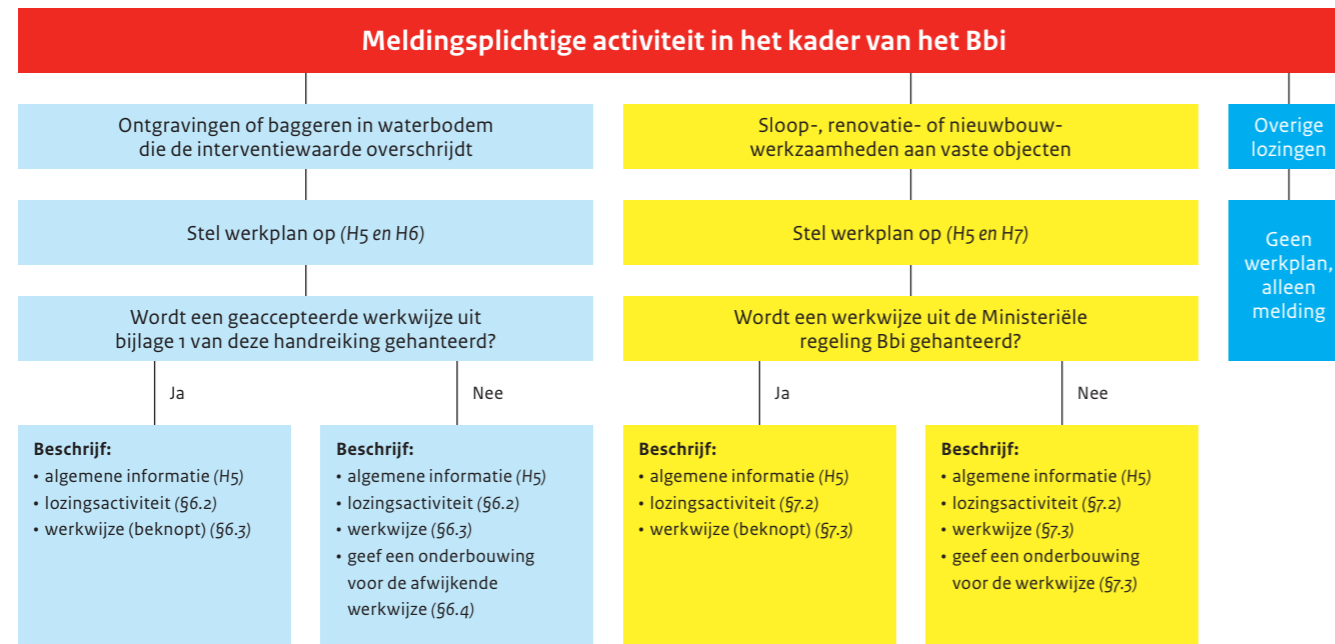 Meldingsplichtige activiteit in het kader van het Bbi
Ontgravingen of baggeren in waterbodem
die de interventiewaarde overschrijdt
Stel werkplan op (H5 en H6)
Wordt een geaccepteerde werkwijze uit
bijlage 1 van deze handreiking gehanteerd?
Ja
Nee
Beschrijf:
• algemene informatie (H5)
• lozingsactiviteit (§6.2)
• werkwijze (beknopt) (§6.3)
Beschrijf:
• algemene informatie (H5)
• lozingsactiviteit (§6.2)
• werkwijze (§6.3)
• geef een onderbouwing
voor de afwijkende
werkwijze (§6.4)
Sloop-, renovatie- of nieuwbouw-
werkzaamheden aan vaste objecten
Stel werkplan op (H5 en H7)
Wordt een werkwijze uit de Ministeriële
regeling Bbi gehanteerd?
Ja
Nee
Beschrijf:
• algemene informatie (H5)
• lozingsactiviteit (§7.2)
• werkwijze (beknopt) (§7.3)
Beschrijf:
• algemene informatie (H5)
• lozingsactiviteit (§7.2)
• werkwijze (§7.3)
• geef een onderbouwing
voor de werkwijze (§7.3)
Overige
lozingen
Geen
werkplan,
alleen
melding